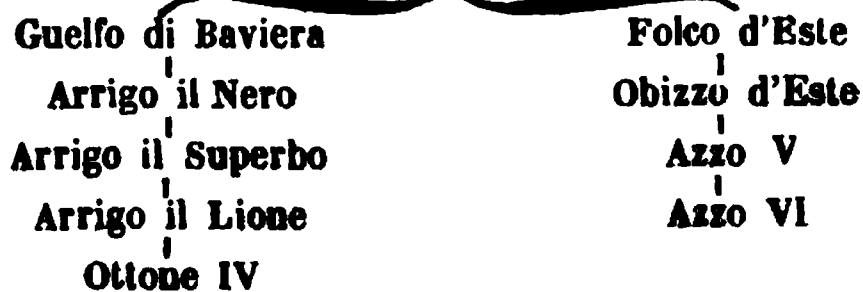 Guelfo di Baviera
Arrigo il Nero
Arrigo il Superbo
Arrigo il Lione
Ottone IV
Folco d'Este
Obizzo d'Este
Azzo V
Azzo VI